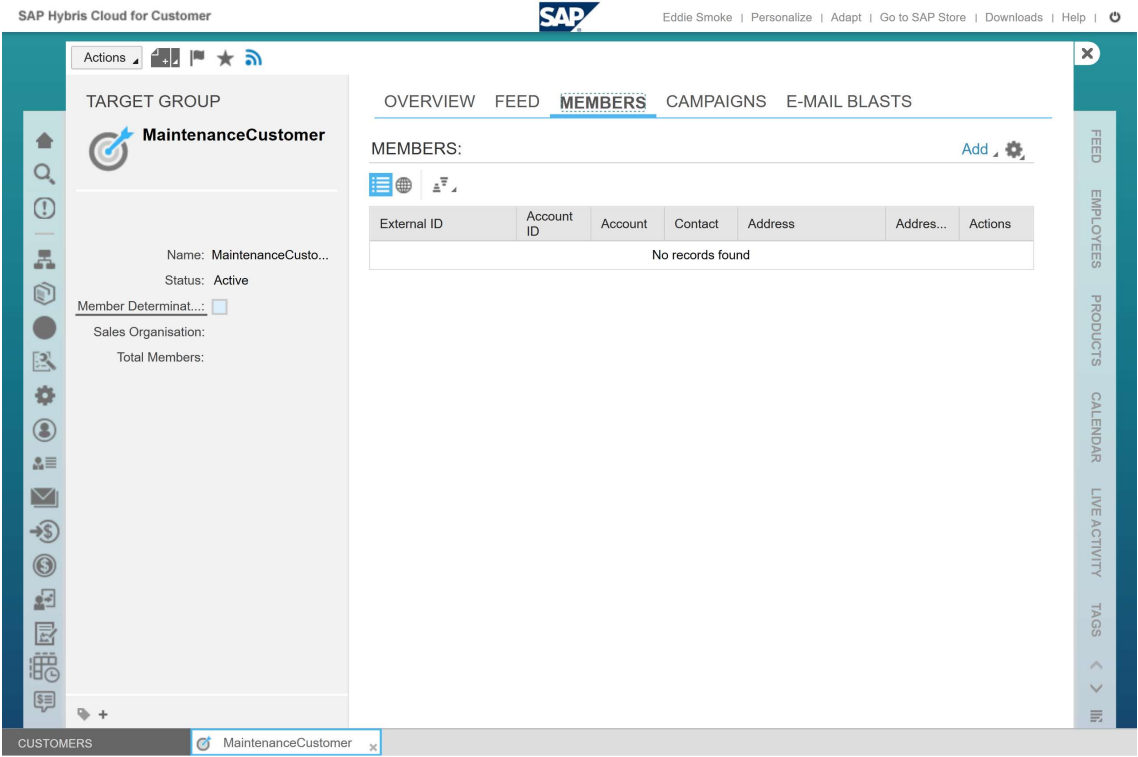 SAP Hybris Cloud for Customer
SAP
Eddie Smoke | Personalize | Adapt | Go to SAP Store | Downloads | Help |
Actions
TARGET GROUP
MaintenanceCustomer
Name: MaintenanceCusto...
Status: Active
Member Determinat...:
Sales Organisation:
Total Members:
OVERVIEW FEED MEMBERS CAMPAIGNS E-MAIL BLASTS
MEMBERS:
Add
External ID Account ID Account Contact Address Addres... Actions
No records found
FEED
EMPLOYEES
PRODUCTS
CALENDAR
LIVE ACTIVITY
TAGS
CUSTOMERS
MaintenanceCustomer